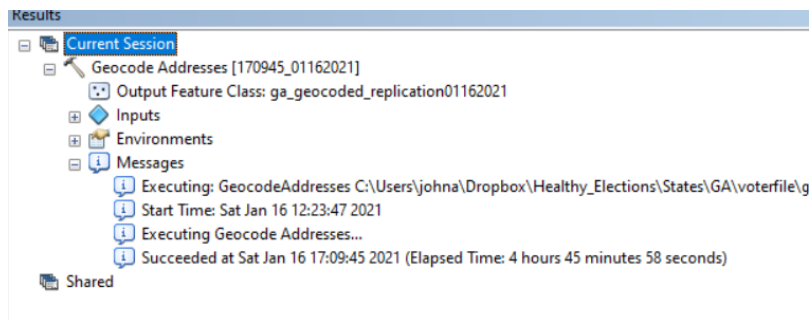 Results
Current Session
Geocode Addresses [170945_01162021]
Output Feature Class: ga_geocoded_replication01162021
Inputs
Environments
Messages
Executing: GeocodeAddresses C:\Users\johna\Dropbox\Healthy_Elections\States\GA\voterfile\g
Start Time: Sat Jan 16 12:23:47 2021
Executing Geocode Addresses...
Succeeded at Sat Jan 16 17:09:45 2021 (Elapsed Time: 4 hours 45 minutes 58 seconds)
Shared